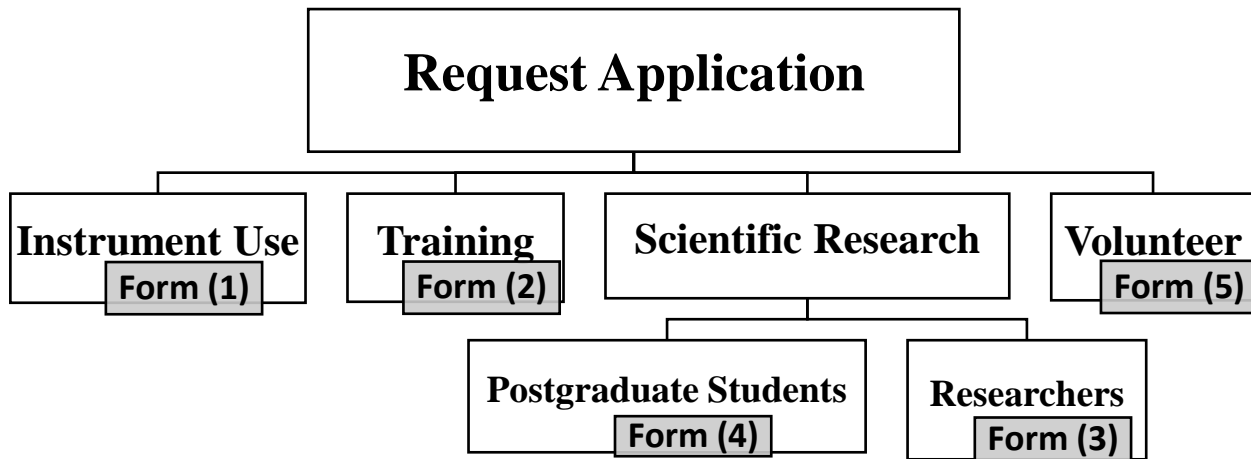 Request Application
Instrument Use
Form (1)
Training
Form (2)
Scientific Research
Volunteer
Form (5)
Postgraduate Students
Form (4)
Researchers
Form (3)